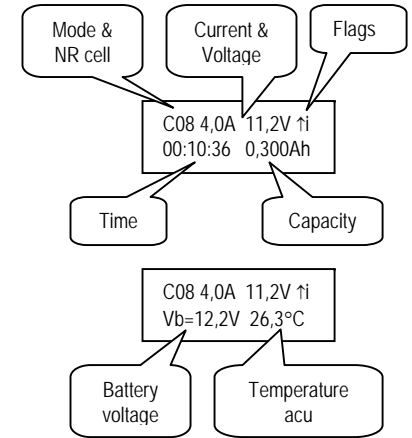 Mode &
NR cell
Current &
Voltage
Flags
C08 4,0A 11,2V ↑i
00:10:36 0,300Ah
Time
Capacity
C08 4,0A 11,2V ↑i
Vb=12,2V 26,3°C
Battery
voltage
Temperature
acu